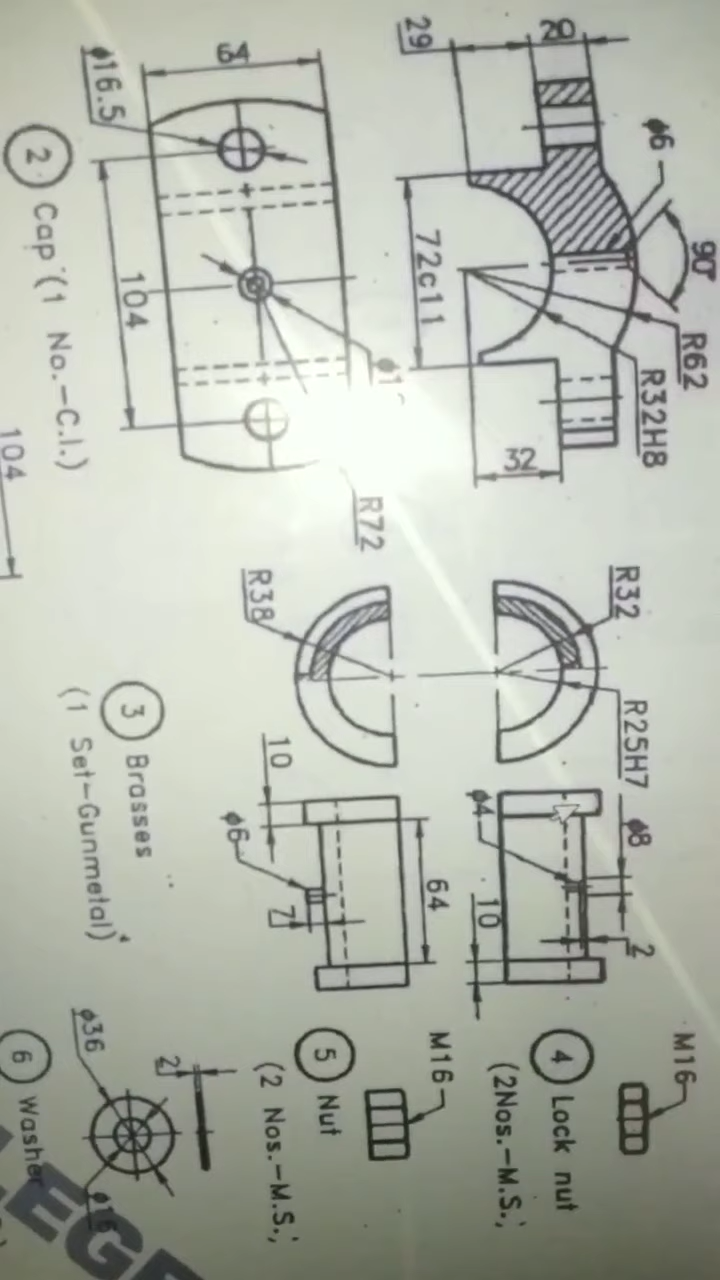 29
20
ϕ6
90°
R62
R32H8
72c11
32
64
ϕ16.5
104
R72
② Cap (1 No.-C.I.)
104
R32
R25H7
R38
ϕ8
ϕ4
2
10
64
10
ϕ6
7
③ Brasses
(1 Set-Gunmetal)
M16
④ Lock nut
(2Nos.-M.S.,
M16
⑤ Nut
(2 Nos.-M.S.,
2
ϕ36
⑥ Washer